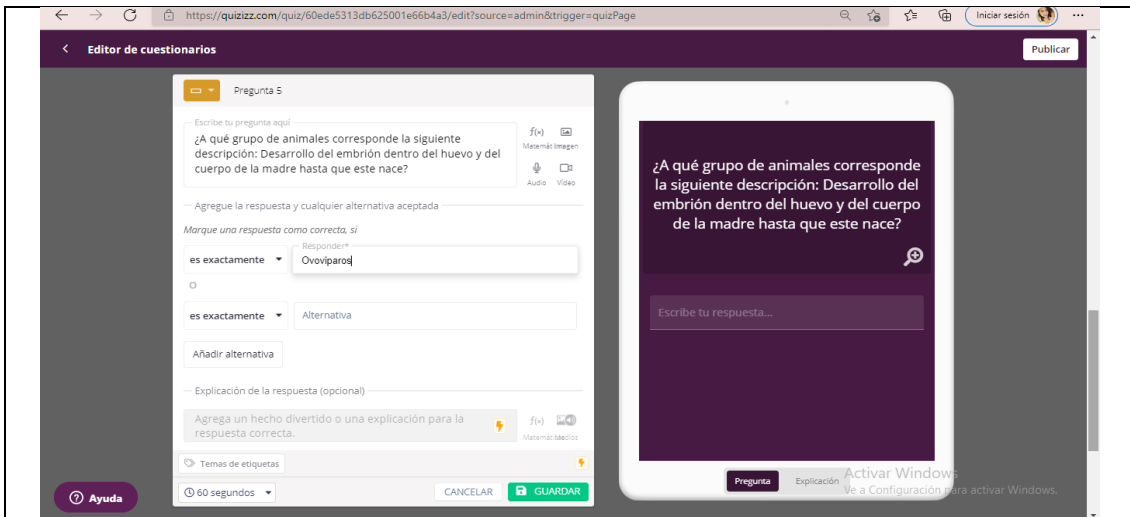 https://quizizz.com/quiz/60ede5313db625001e66b4a3/edit?source=admin&trigger=quizPage
Iniciar sesión
Editor de cuestionarios
Publicar
Pregunta 5
Escribe tu pregunta aquí
¿A qué grupo de animales corresponde la siguiente
descripción: Desarrollo del embrión dentro del huevo y del
cuerpo de la madre hasta que este nace?
f(×)
Matemát Imagen
Audio Vídeo
Agregue la respuesta y cualquier alternativa aceptada
Marque una respuesta como correcta, si
es exactamente
Responder*
Ovoviparos
O
es exactamente
Alternativa
Añadir alternativa
Explicación de la respuesta (opcional)
Agrega un hecho divertido o una explicación para la
respuesta correcta.
f(×)
Temas de etiquetas
60 segundos
CANCELAR
GUARDAR
Ayuda
¿A qué grupo de animales corresponde
la siguiente descripción: Desarrollo del
embrión dentro del huevo y del cuerpo
de la madre hasta que este nace?
Escribe tu respuesta...
Pregunta
Explicación
Activar Windows
Ve a Configuración para activar Windows.